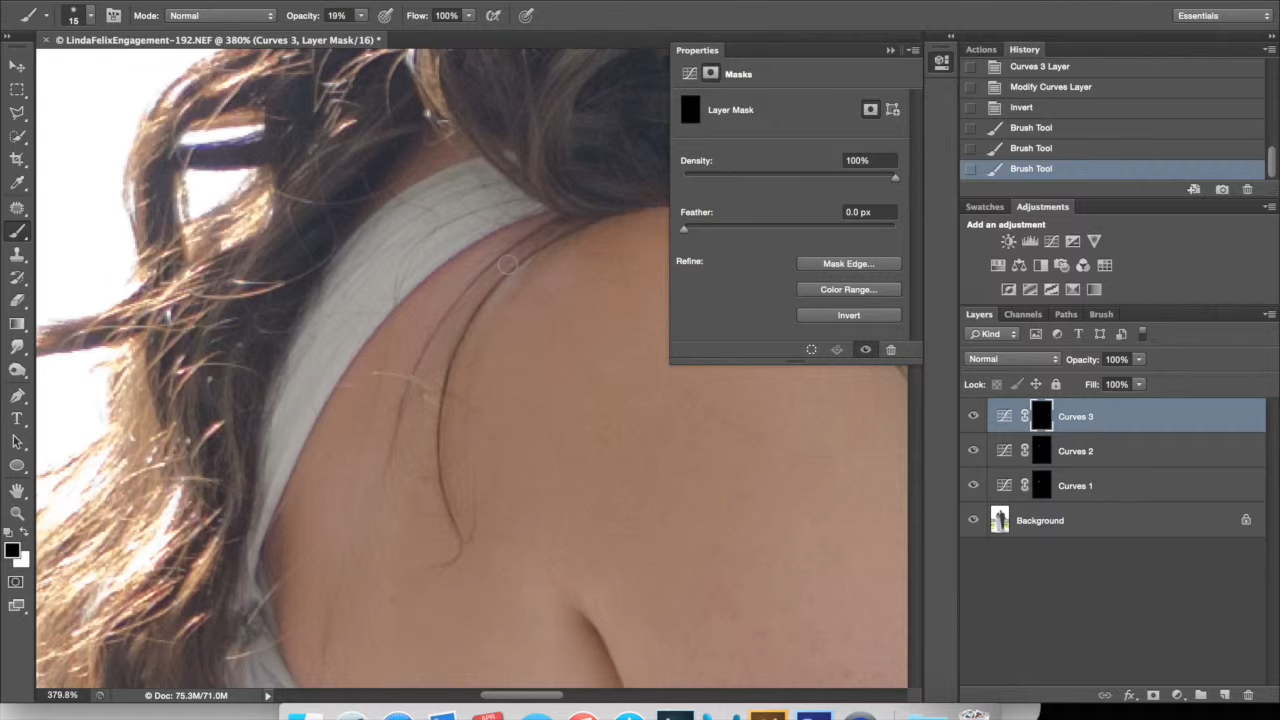 15 Mode: Normal Opacity: 19% Flow: 100% Essentials
× © LindaFelixEngagement-192.NEF @ 380% (Curves 3, Layer Mask/16) *
Properties
Masks
Layer Mask
Density: 100%
Feather: 0.0 px
Refine: Mask Edge...
Color Range...
Invert
Actions History
Curves 3 Layer
Modify Curves Layer
Invert
Brush Tool
Brush Tool
Brush Tool
Swatches Adjustments
Add an adjustment
Layers Channels Paths Brush
Kind
Normal Opacity: 100%
Lock: Fill: 100%
Curves 3
Curves 2
Curves 1
Background
379.8% © Doc: 75.3M/71.0M
APR